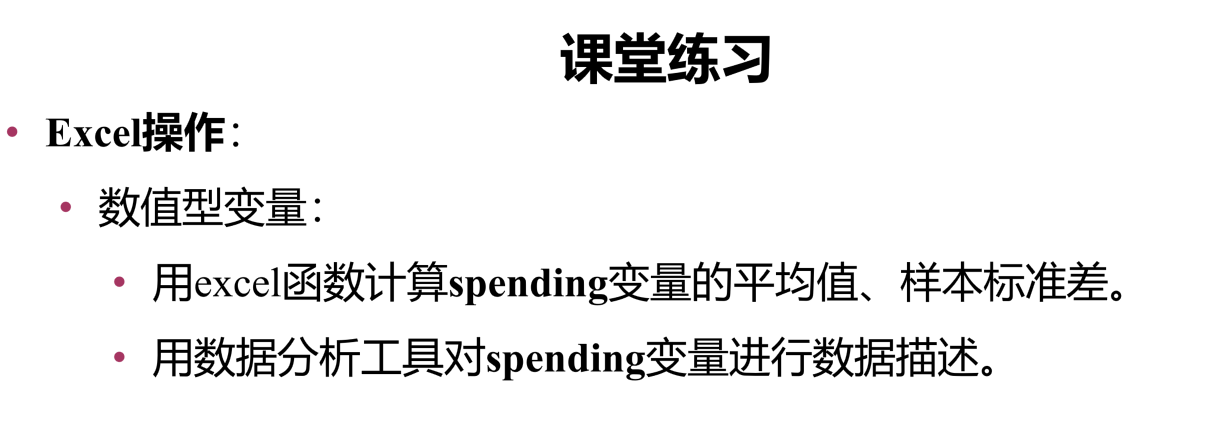 课堂练习
• Excel操作：
• 数值型变量：
• 用excel函数计算spending变量的平均值、样本标准差。
• 用数据分析工具对spending变量进行数据描述。